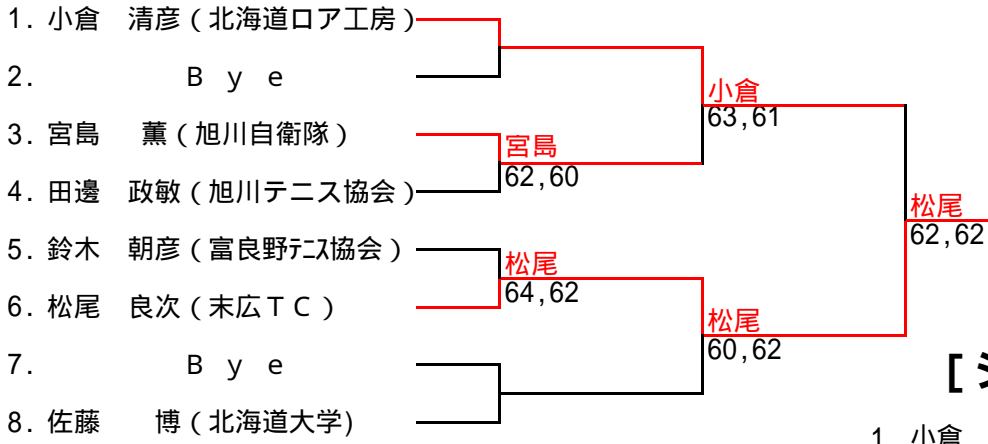 1. 小倉　清彦(北海道ロア工房)
2. Ｂ ｙ ｅ
3. 宮島　薫(旭川自衛隊)
4. 田邊　政敏(旭川テニス協会)
5. 鈴木　朝彦(富良野ﾃﾆｽ協会)
6. 松尾　良次(末広ＴＣ)
7. Ｂ ｙ ｅ
8. 佐藤　博(北海道大学)
宮島
62,60
松尾
64,62
小倉
63,61
松尾
60,62
松尾
62,62
[
1　小倉